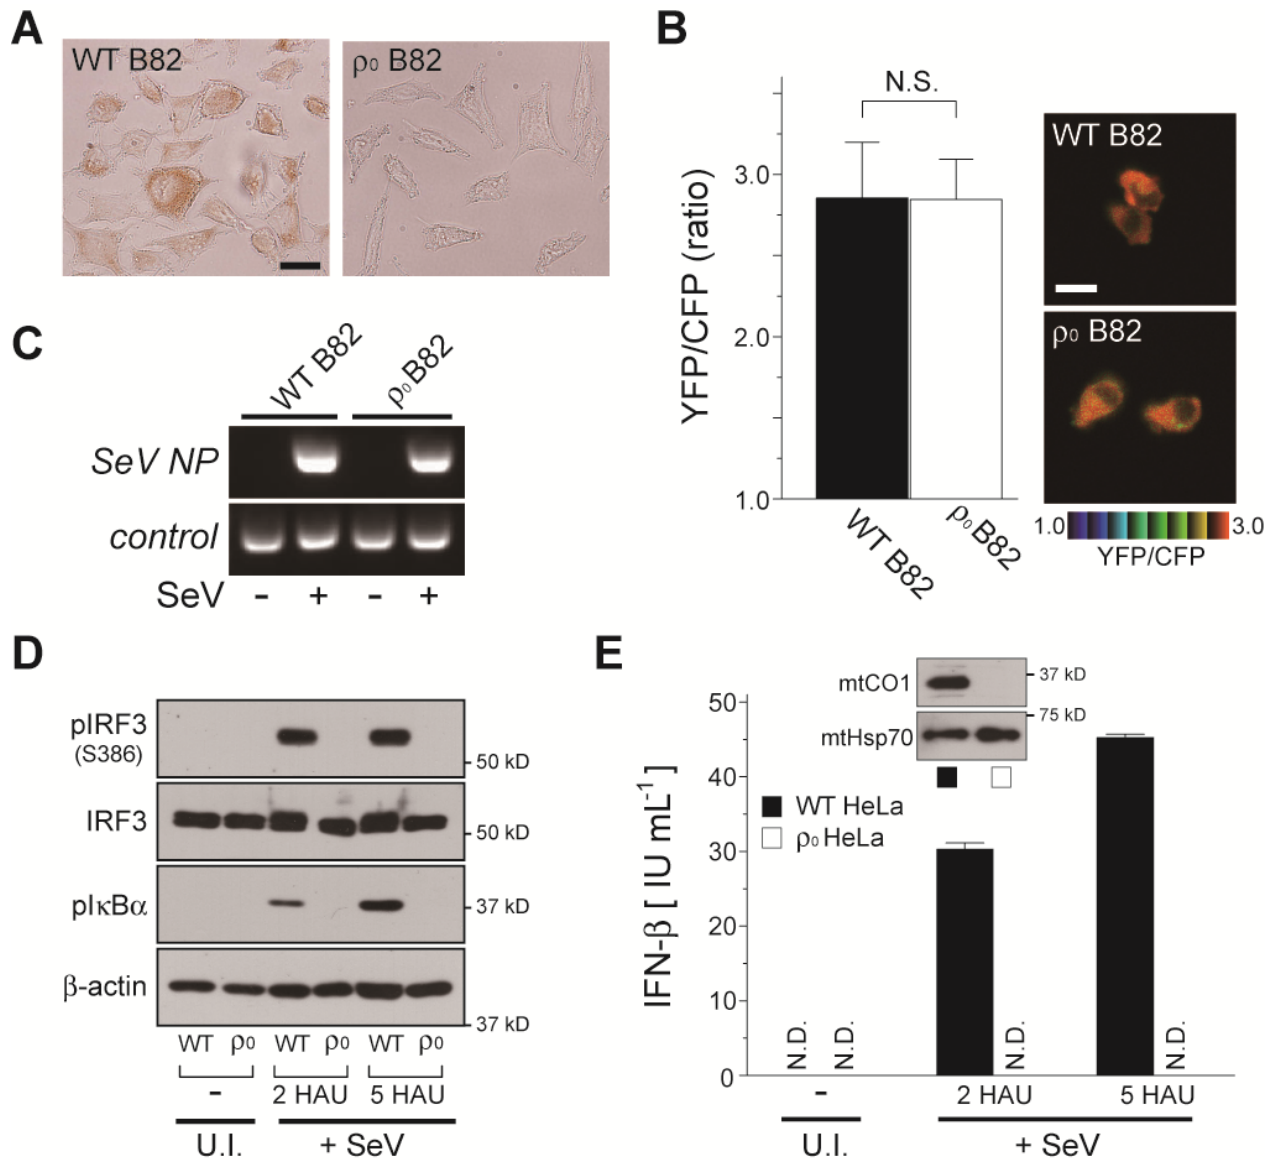 A
WT B82
ρ0 B82
B
N.S.
3.0
2.0
1.0
YFP/CFP (ratio)
WT B82
ρ0 B82
WT B82
ρ0 B82
1.0
3.0
YFP/CFP
C
WT B82
ρ0 B82
SeV NP
control
SeV - + - +
D
pIRF3
(S386)
50 kD
IRF3
50 kD
pIκBα
37 kD
β-actin
37 kD
WT ρ0 WT ρ0 WT ρ0
- 2 HAU 5 HAU
U.I. + SeV
E
mtCO1
37 kD
75 kD
mtHsp70
WT HeLa
ρ0 HeLa
IFN-β [ IU mL-1 ]
50
40
30
20
10
0
N.D. N.D. N.D. N.D.
- 2 HAU 5 HAU
U.I. + SeV